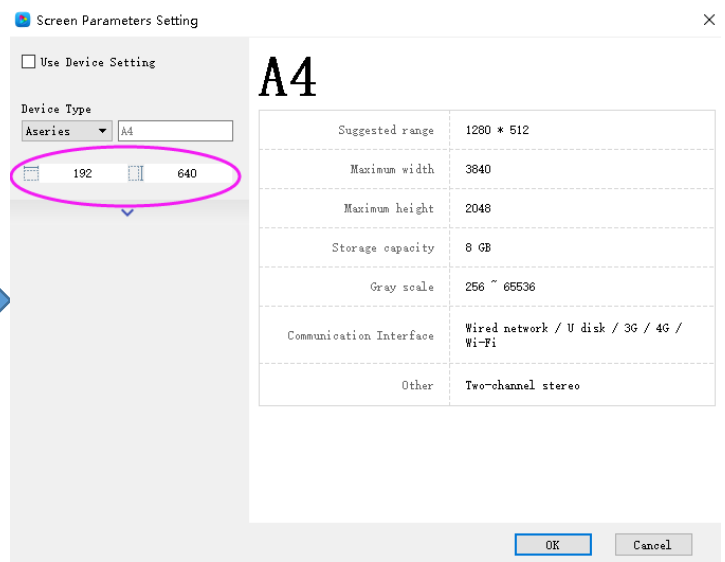 Screen Parameters Setting
Use Device Setting
Device Type
Aseries A4
192 640
A4
Suggested range 1280 * 512
Maximum width 3840
Maximum height 2048
Storage capacity 8 GB
Gray scale 256 ~ 65536
Communication Interface Wired network / U disk / 3G / 4G /
Wi-Fi
Other Two-channel stereo
OK Cancel